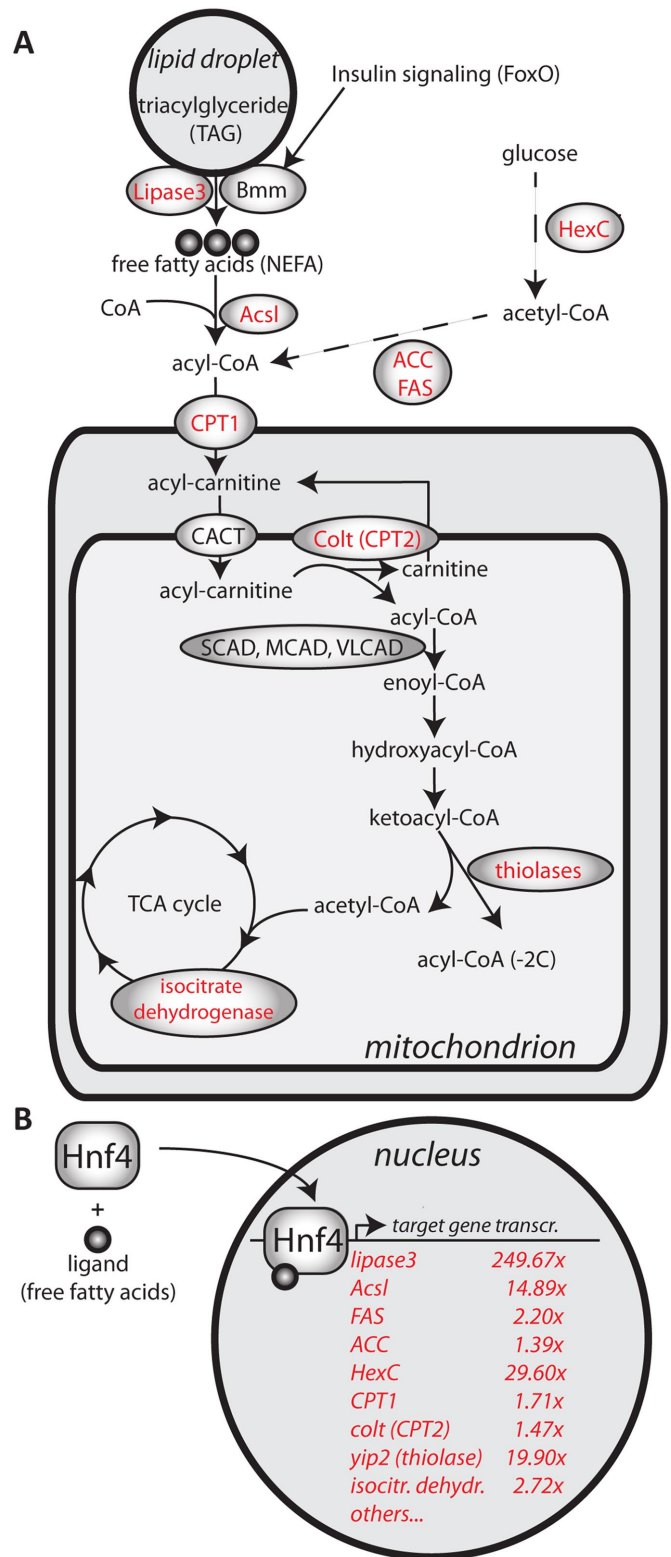 A
lipid droplet
triacylglyceride
(TAG)
Insulin signaling (FoxO)
Lipase3
Bmm
glucose
HexC
free fatty acids (NEFA)
CoA
Acsl
acetyl-CoA
acyl-CoA
ACC
FAS
CPT1
acyl-carnitine
CACT
Colt (CPT2)
acyl-carnitine
carnitine
acyl-CoA
SCAD, MCAD, VLCAD
enoyl-CoA
hydroxyacyl-CoA
ketoacyl-CoA
thiolases
TCA cycle
acetyl-CoA
acyl-CoA (-2C)
isocitrate
dehydrogenase
mitochondrion
B
Hnf4
+
ligand
(free fatty acids)
nucleus
Hnf4
target gene transcr.
lipase3 249.67x
Acsl 14.89x
FAS 2.20x
ACC 1.39x
HexC 29.60x
CPT1 1.71x
colt (CPT2) 1.47x
yip2 (thiolase) 19.90x
isocitr. dehydr. 2.72x
others...